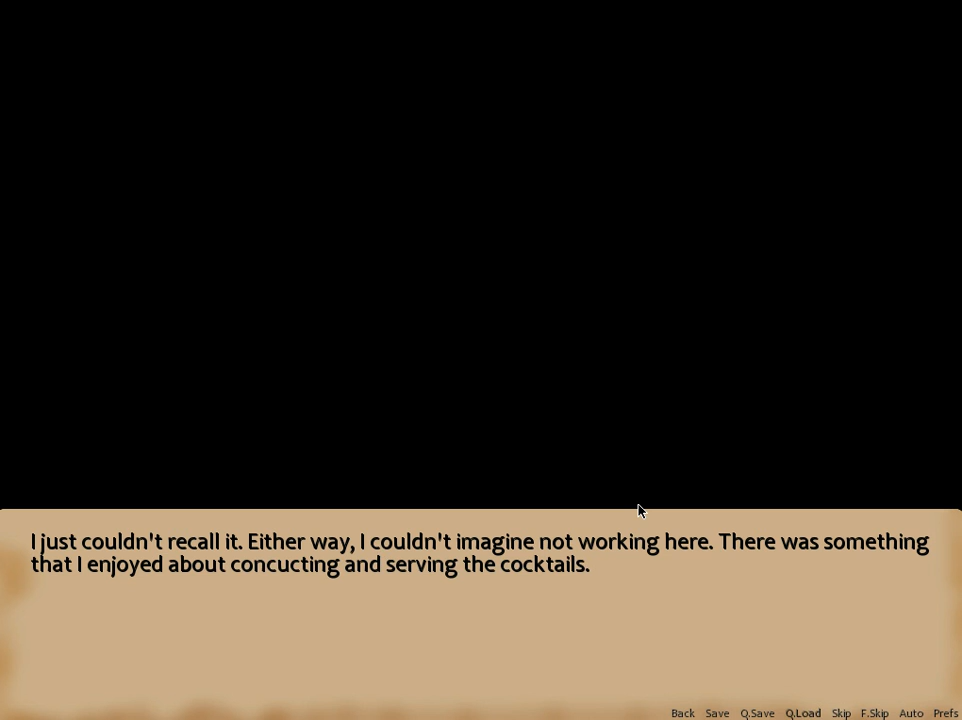 I just couldn't recall it. Either way, I couldn't imagine not working here. There was something
that I enjoyed about concucting and serving the cocktails.
Back Save Q.Save Q.Load Skip F.Skip Auto Prefs